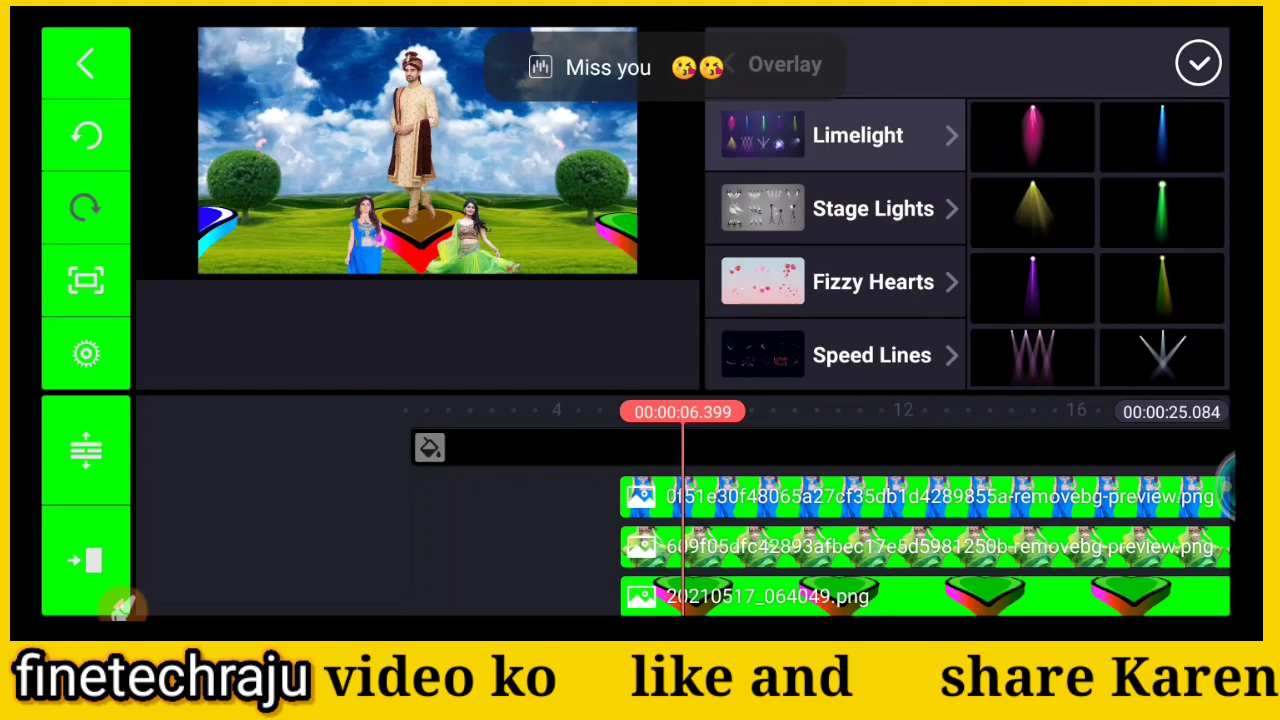 Miss you 😘😘
Overlay
Limelight
Stage Lights
Fizzy Hearts
Speed Lines
4
00:00:06.399
12
16
00:00:25.084
0f51e30f48065a27cf35db1d4289855a-removebg-preview.png
609f05dfc42893afbec17e5d5981250b-removebg-preview.png
20210517_064049.png
finetechraju video ko like and share Karen